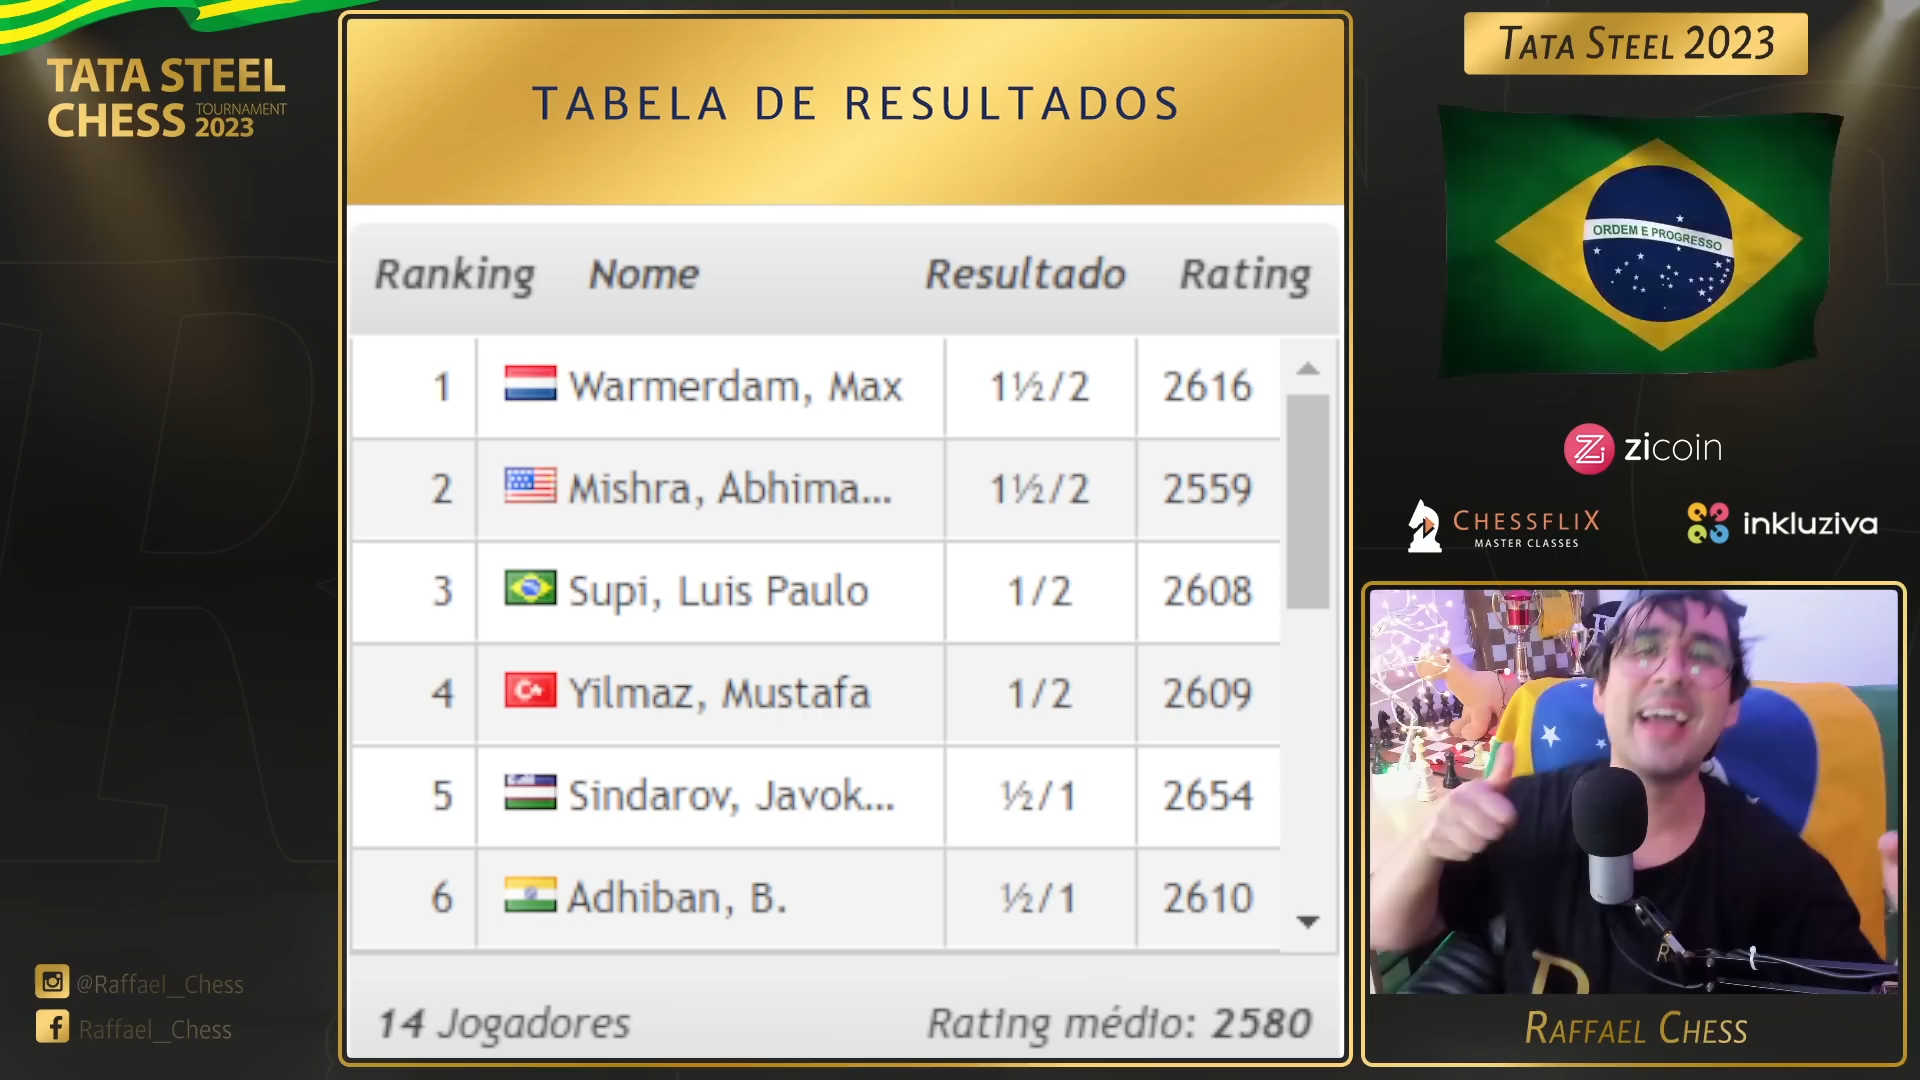 TATA STEEL
CHESS TOURNAMENT
2023
TABELA DE RESULTADOS
Ranking Nome Resultado Rating
1 Warmerdam, Max 1½/2 2616
2 Mishra, Abhima... 1½/2 2559
3 Supi, Luis Paulo 1/2 2608
4 Yilmaz, Mustafa 1/2 2609
5 Sindarov, Javok... ½/1 2654
6 Adhiban, B. ½/1 2610
14 Jogadores Rating médio: 2580
@Raffael__Chess
Raffael__Chess
TATA STEEL 2023
ORDEM E PROGRESSO
zicoin
CHESSFLIX
MASTER CLASSES
inkluziva
RAFFAEL CHESS